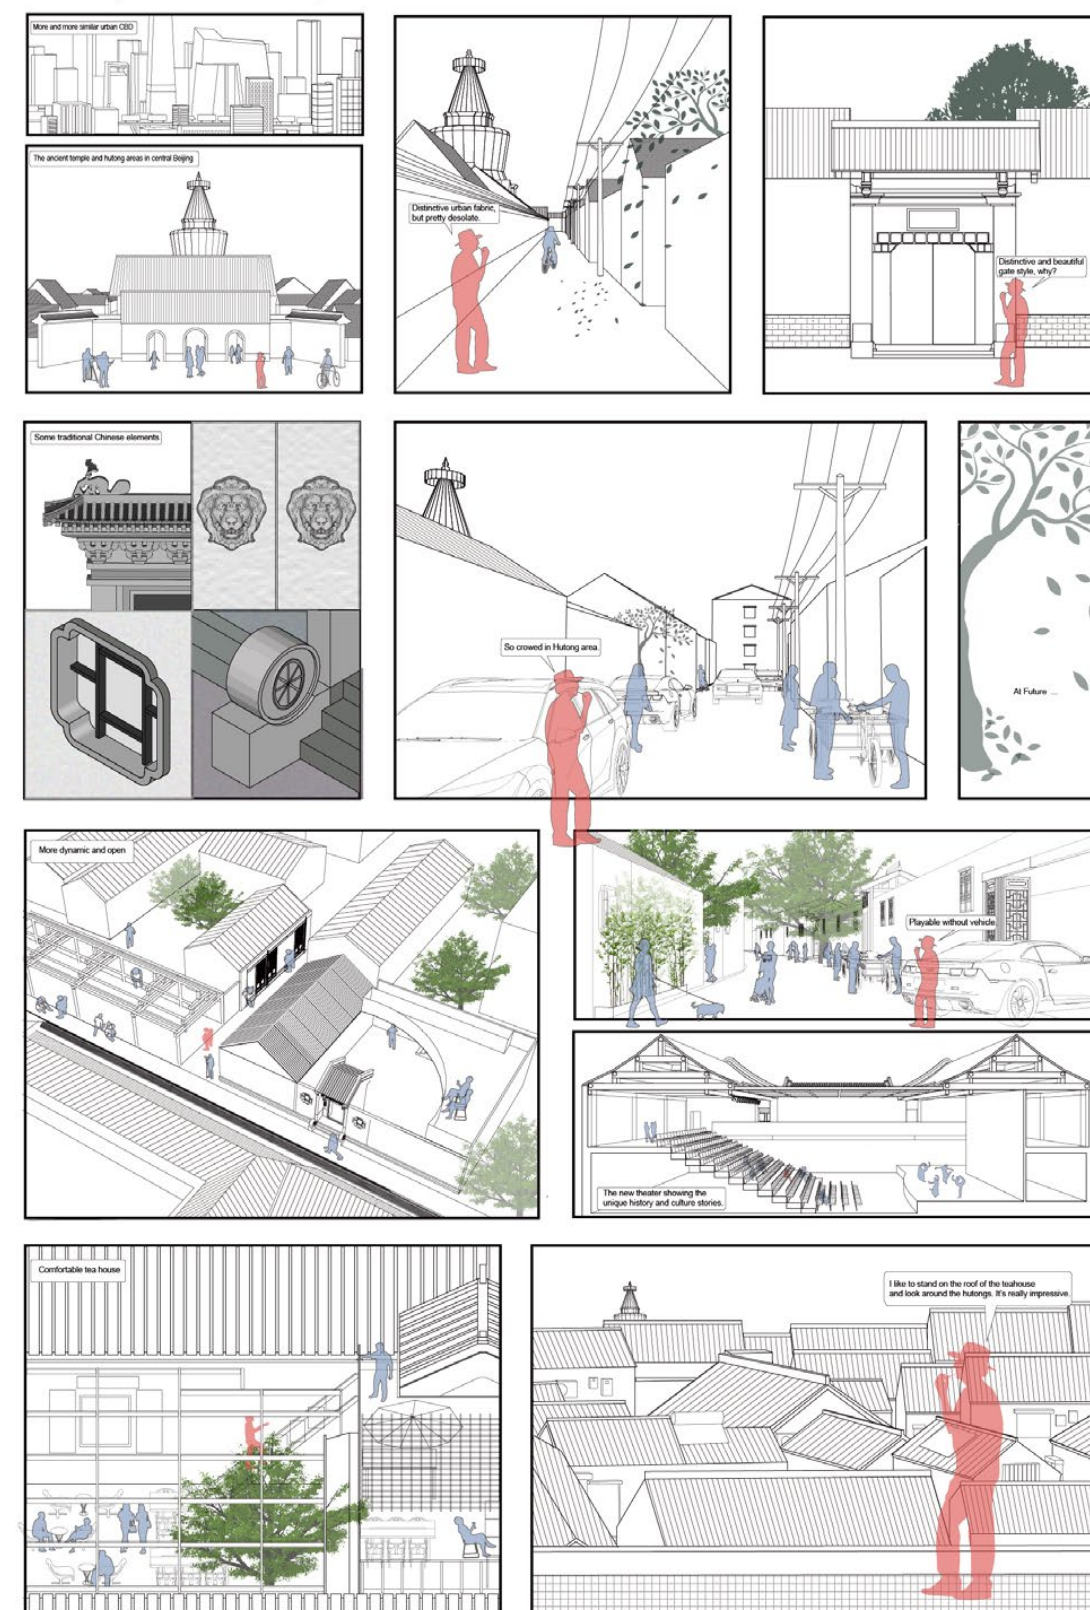 More and more similar urban CBD
The ancient temple and hutong areas in central Beijing
Distinctive urban fabric,
but pretty desolate.
Distinctive and beautiful
gate style, why?
Some traditional Chinese elements
So crowed in Hutong area.
At Future ...
More dynamic and open
Playable without vehicle.
The new theater showing the
unique history and culture stories.
Comfortable tea house
I like to stand on the roof of the teahouse
and look around the hutongs. It's really impressive.